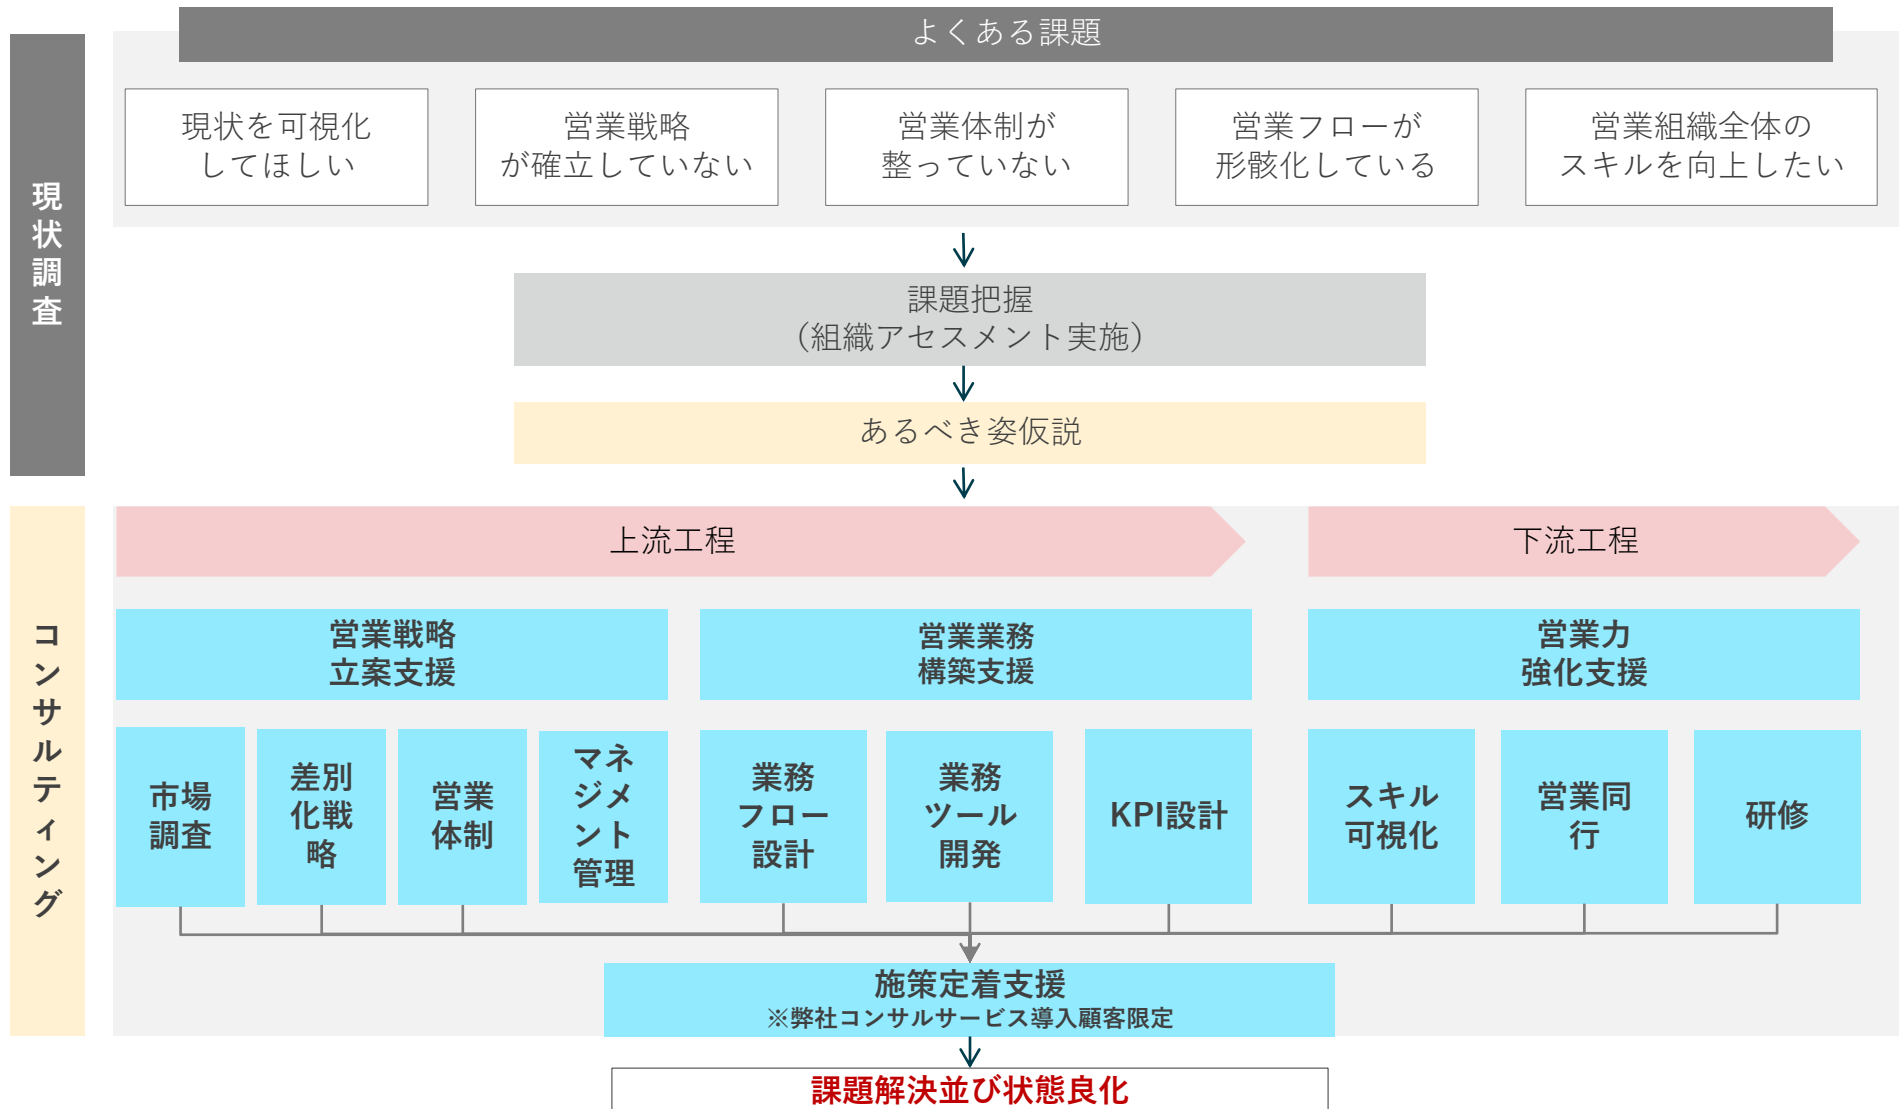 よくある課題
現状調査
現状を可視化
してほしい
営業戦略
が確立していない
営業体制が
整っていない
営業フローが
形骸化している
営業組織全体の
スキルを向上したい
課題把握
（組織アセスメント実施）
あるべき姿仮説
コンサルティング
上流工程
下流工程
営業戦略
立案支援
営業業務
構築支援
営業力
強化支援
市場
調査
差別
化戦
略
営業
体制
マネ
ジメ
ント
管理
業務
フロー
設計
業務
ツール
開発
KPI設計
スキル
可視化
営業同
行
研修
施策定着支援
※弊社コンサルサービス導入顧客限定
課題解決並び状態良化